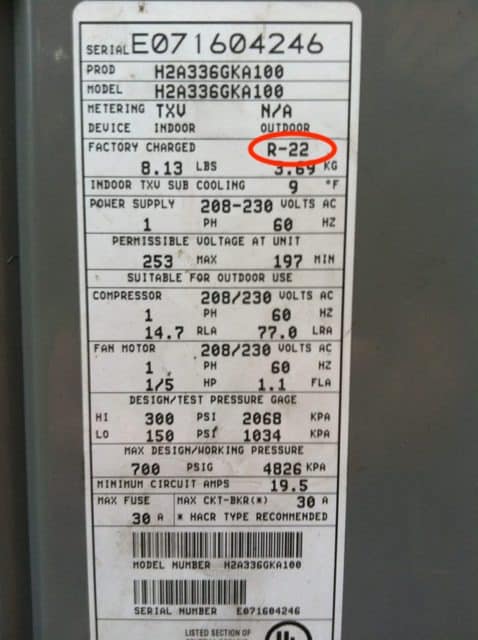 SERIAL E071604246
PROD H2A336GKA100
MODEL H2A336GKA100
METERING TXV N/A
DEVICE INDOOR OUTDOOR
FACTORY CHARGED R-22
8.13 LBS 3.69 KG
INDOOR TXV SUB COOLING 9 °F
POWER SUPPLY 208-230 VOLTS AC
1 PH 60 HZ
PERMISSIBLE VOLTAGE AT UNIT
253 MAX 197 MIN
SUITABLE FOR OUTDOOR USE
COMPRESSOR 208/230 VOLTS AC
1 PH 60 HZ
14.7 RLA 77.0 LRA
FAN MOTOR 208/230 VOLTS AC
1 PH 60 HZ
1/5 HP 1.1 FLA
DESIGN/TEST PRESSURE GAGE
HI 300 PSI 2068 KPA
LO 150 PSI 1034 KPA
MAX DESIGN/WORKING PRESSURE
700 PSIG 4826 KPA
MINIMUM CIRCUIT AMPS 19.5
MAX FUSE MAX CKT-BKR(*) 30 A
30 A * HACR TYPE RECOMMENDED
MODEL NUMBER H2A336GKA100
SERIAL NUMBER E071604246
LISTED SECTION OF
UL